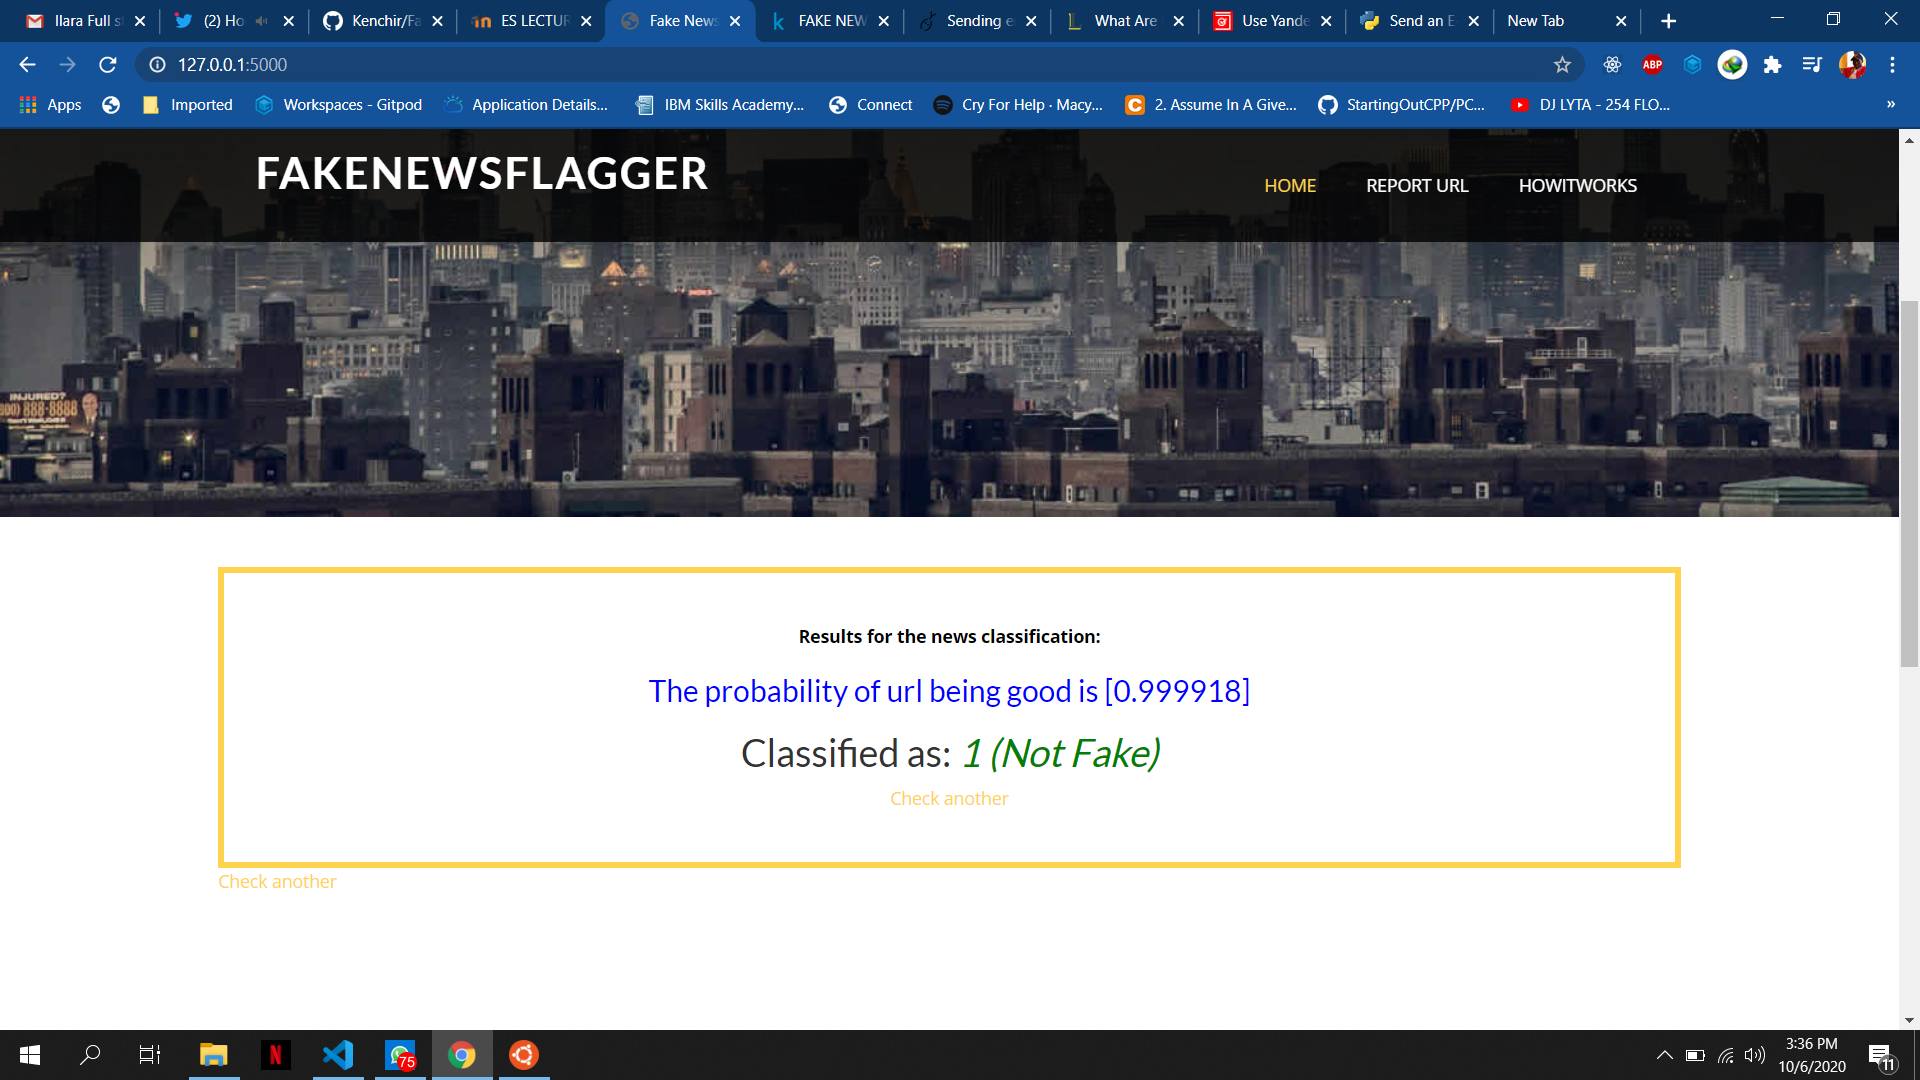 Ilara Full s
(2) Ho
Kenchir/Fa
ES LECTUR
Fake News
FAKE NEW
Sending e
What Are
Use Yande
Send an E
New Tab
127.0.0.1:5000
ABP
Apps
Imported
Workspaces - Gitpod
Application Details...
IBM Skills Academy...
Connect
Cry For Help · Macy...
2. Assume In A Give...
StartingOutCPP/PC...
DJ LYTA - 254 FLO...
»
FAKENEWSFLAGGER
HOME
REPORT URL
HOWITWORKS
INJURED?
800) 888-8888
Results for the news classification:
The probability of url being good is [0.999918]
Classified as: 1 (Not Fake)
Check another
Check another
75
3:36 PM
10/6/2020
11